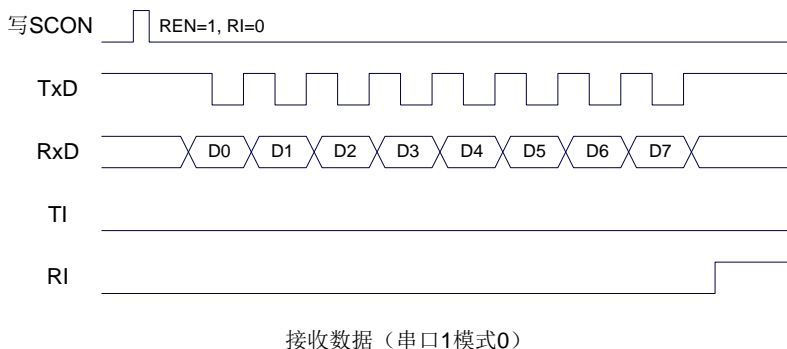 写SCON REN=1, RI=0
TxD
RxD D0 D1 D2 D3 D4 D5 D6 D7
TI
RI
接收数据（串口1模式0）